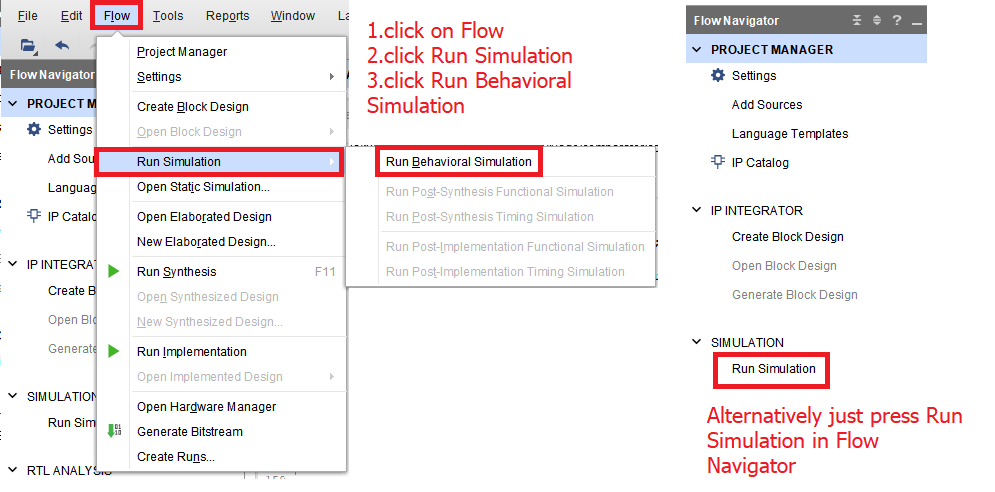 File Edit Flow Tools Reports Window
Flow Navigator
PROJECT M
Settings
Add Sou
Language
IP Catalo
IP INTEGRAT
Create B
Open Blo
Generate
SIMULATION
Run Sim
RTL ANALYSIS
Project Manager
Settings
Create Block Design
Open Block Design
Run Simulation
Open Static Simulation...
Open Elaborated Design
New Elaborated Design...
Run Synthesis F11
Open Synthesized Design
New Synthesized Design...
Run Implementation
Open Implemented Design
Open Hardware Manager
Generate Bitstream
Create Runs...
1.click on Flow
2.click Run Simulation
3.click Run Behavioral
Simulation
Run Behavioral Simulation
Run Post-Synthesis Functional Simulation
Run Post-Synthesis Timing Simulation
Run Post-Implementation Functional Simulation
Run Post-Implementation Timing Simulation
Flow Navigator
PROJECT MANAGER
Settings
Add Sources
Language Templates
IP Catalog
IP INTEGRATOR
Create Block Design
Open Block Design
Generate Block Design
SIMULATION
Run Simulation
Alternatively just press Run
Simulation in Flow
Navigator